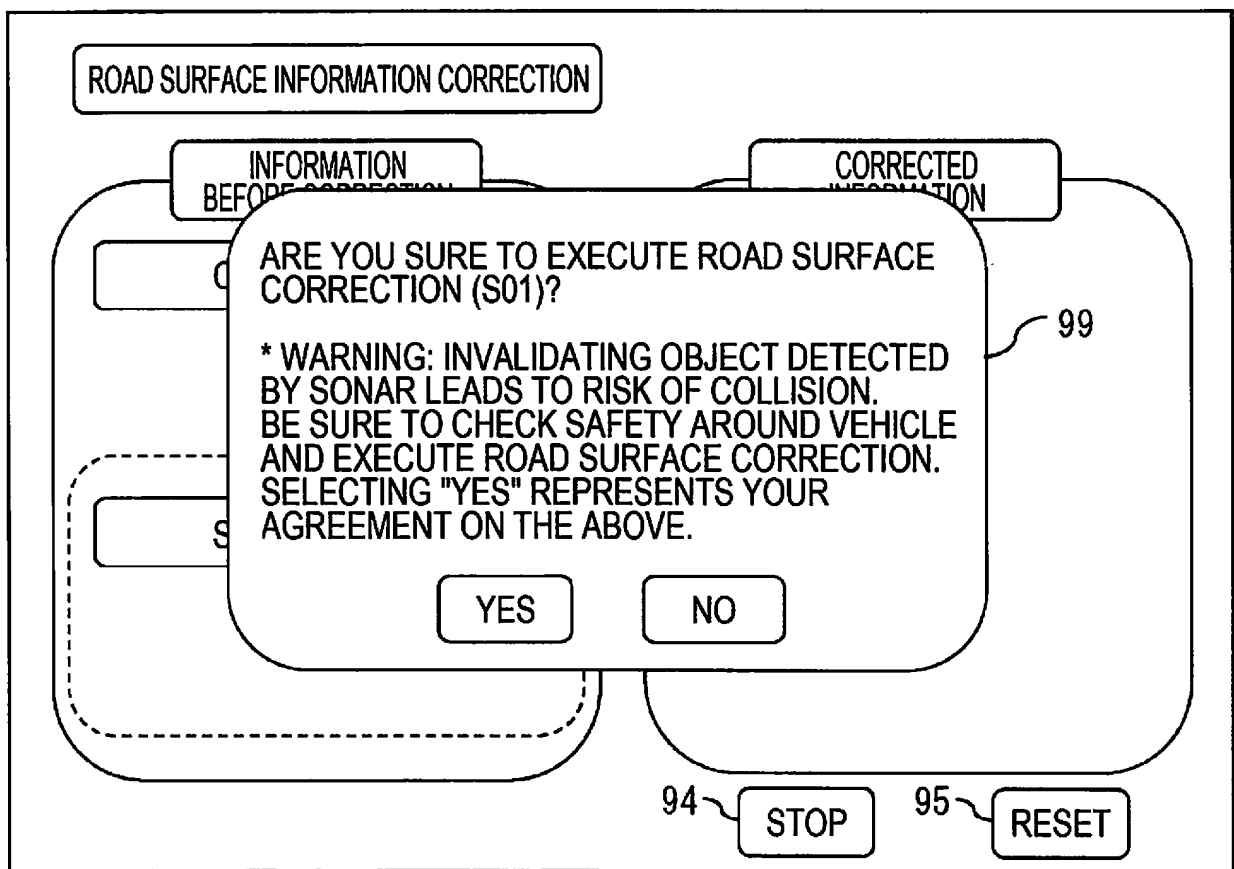 ROAD SURFACE INFORMATION CORRECTION
INFORMATION
CORRECTED
ARE YOU SURE TO EXECUTE ROAD SURFACE
CORRECTION (S01)?
* WARNING: INVALIDATING OBJECT DETECTED
BY SONAR LEADS TO RISK OF COLLISION.
BE SURE TO CHECK SAFETY AROUND VEHICLE
AND EXECUTE ROAD SURFACE CORRECTION.
SELECTING "YES" REPRESENTS YOUR
AGREEMENT ON THE ABOVE.
YES
NO
99
94
STOP
95
RESET